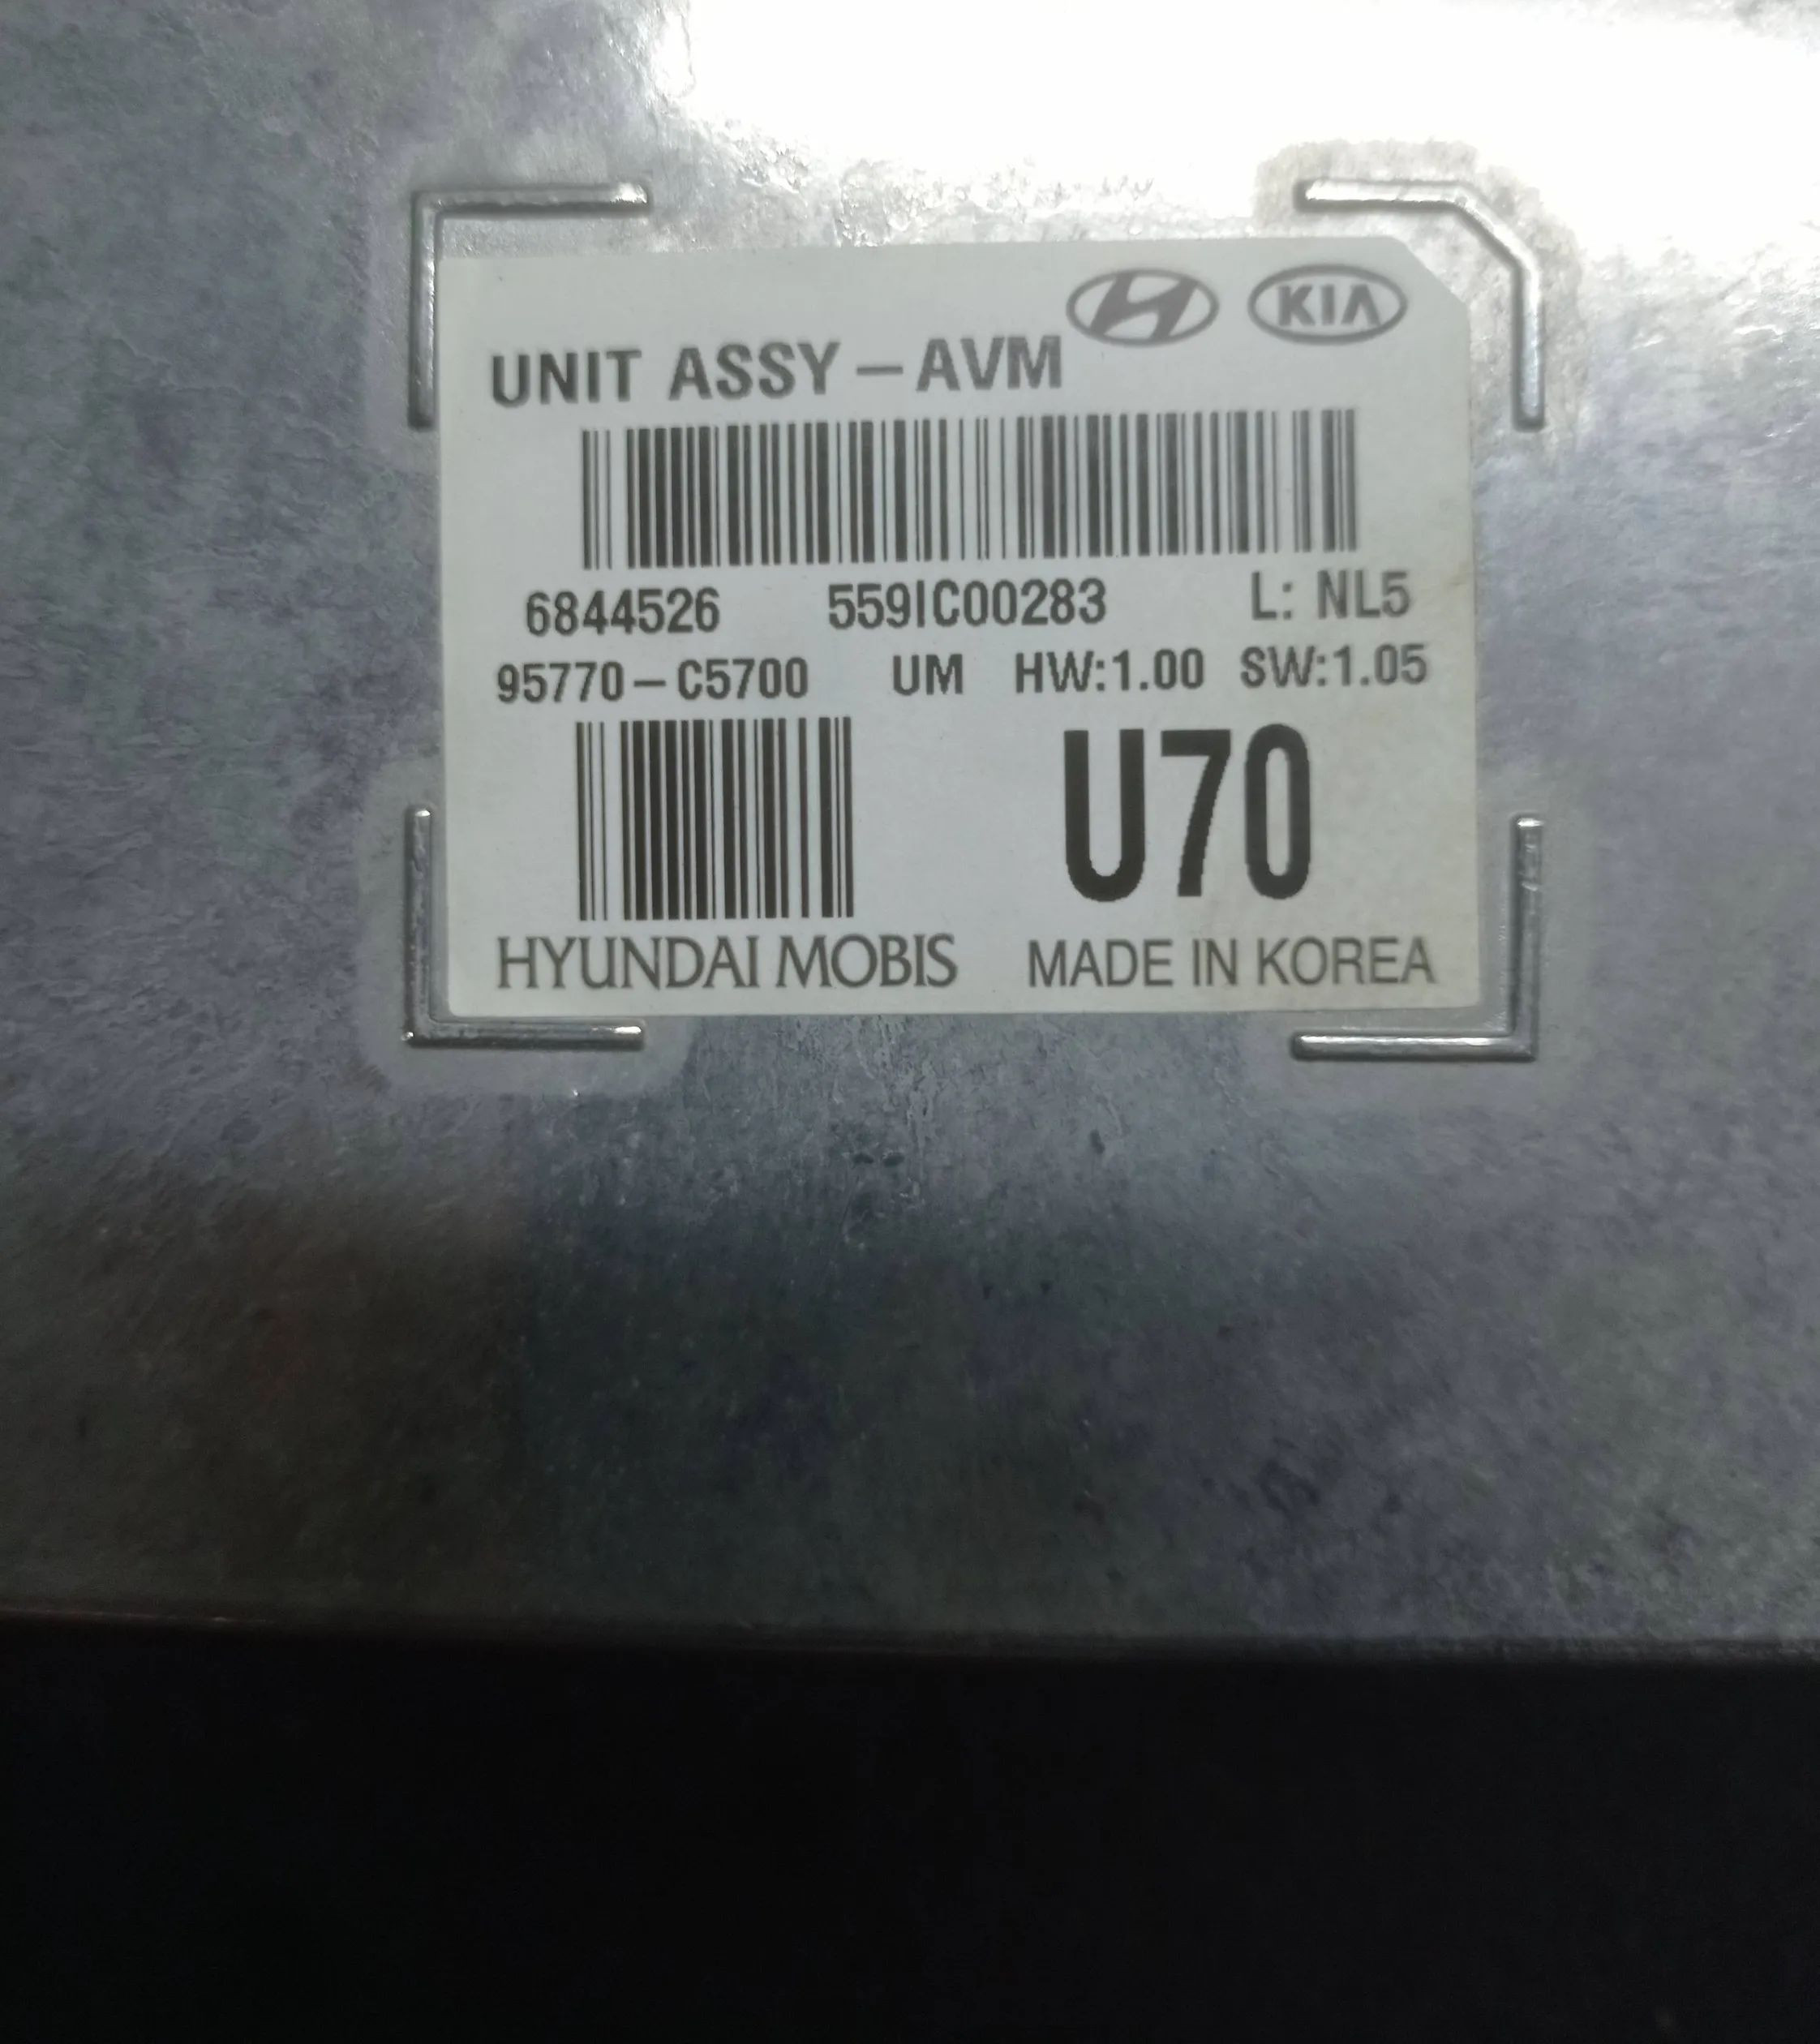 KIA
UNIT ASSY-AVM
6844526 559IC00283 L: NL5
95770-C5700 UM HW:1.00 SW:1.05
U70
HYUNDAI MOBIS MADE IN KOREA